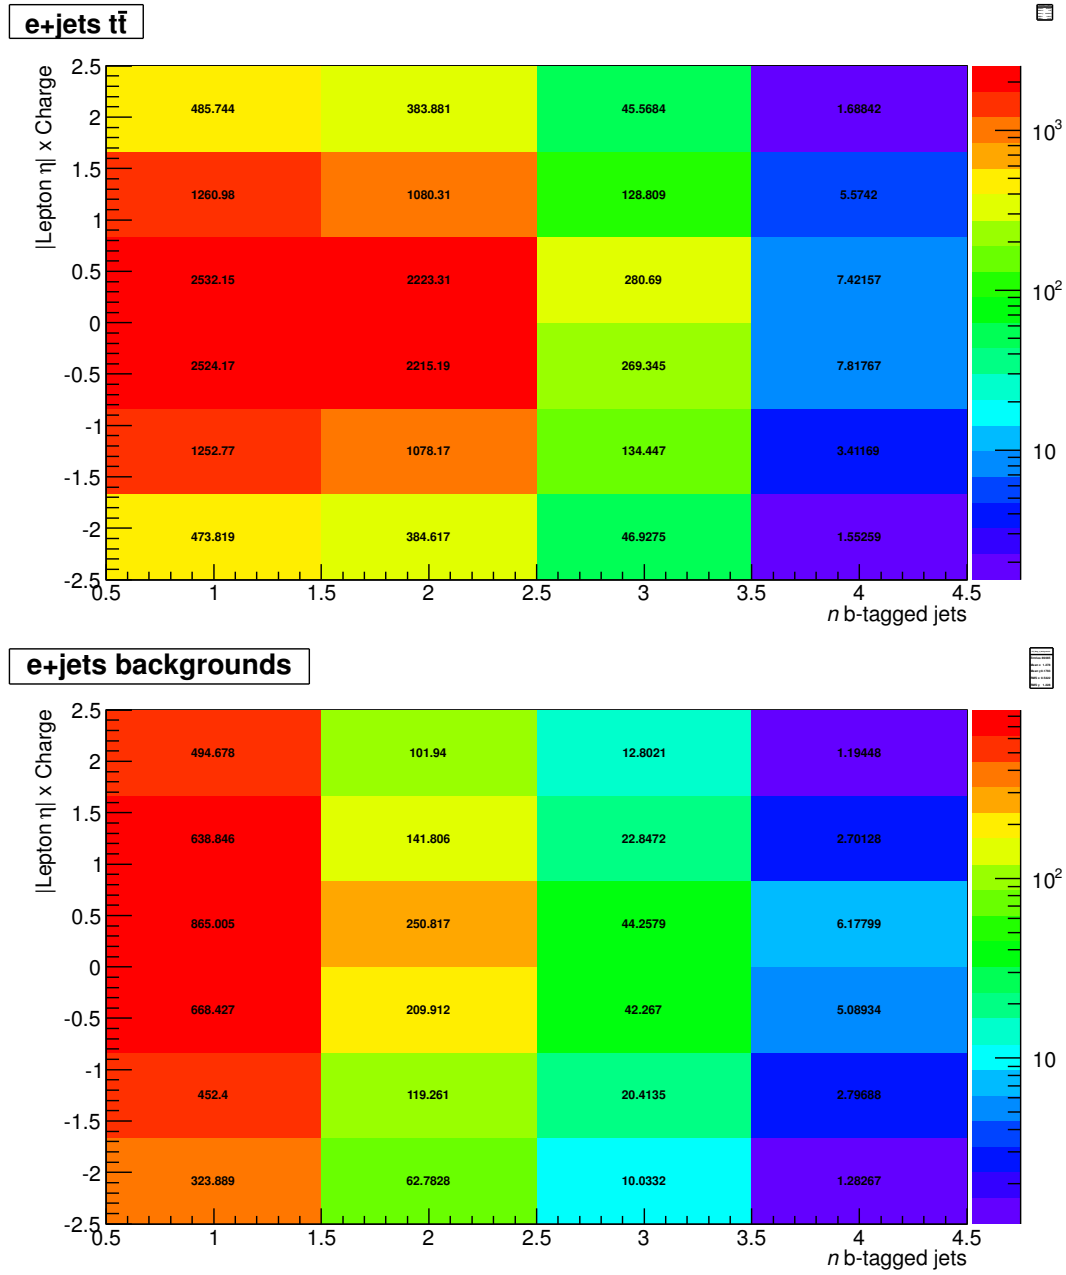 e+jets tt̄
|Lepton η| x Charge
2.5
2
1.5
1
0.5
0
-0.5
-1
-1.5
-2
-2.5
485.744 383.881 45.5684 1.68842
1260.98 1080.31 128.809 5.5742
2532.15 2223.31 280.69 7.42157
2524.17 2215.19 269.345 7.81767
1252.77 1078.17 134.447 3.41169
473.819 384.617 46.9275 1.55259
0.5 1 1.5 2 2.5 3 3.5 4 4.5
n b-tagged jets
10³
10²
10
e+jets backgrounds
|Lepton η| x Charge
2.5
2
1.5
1
0.5
0
-0.5
-1
-1.5
-2
-2.5
494.678 101.94 12.8021 1.19448
638.846 141.806 22.8472 2.70128
865.005 250.817 44.2579 6.17799
668.427 209.912 42.267 5.08934
452.4 119.261 20.4135 2.79688
323.889 62.7828 10.0332 1.28267
0.5 1 1.5 2 2.5 3 3.5 4 4.5
n b-tagged jets
10²
10